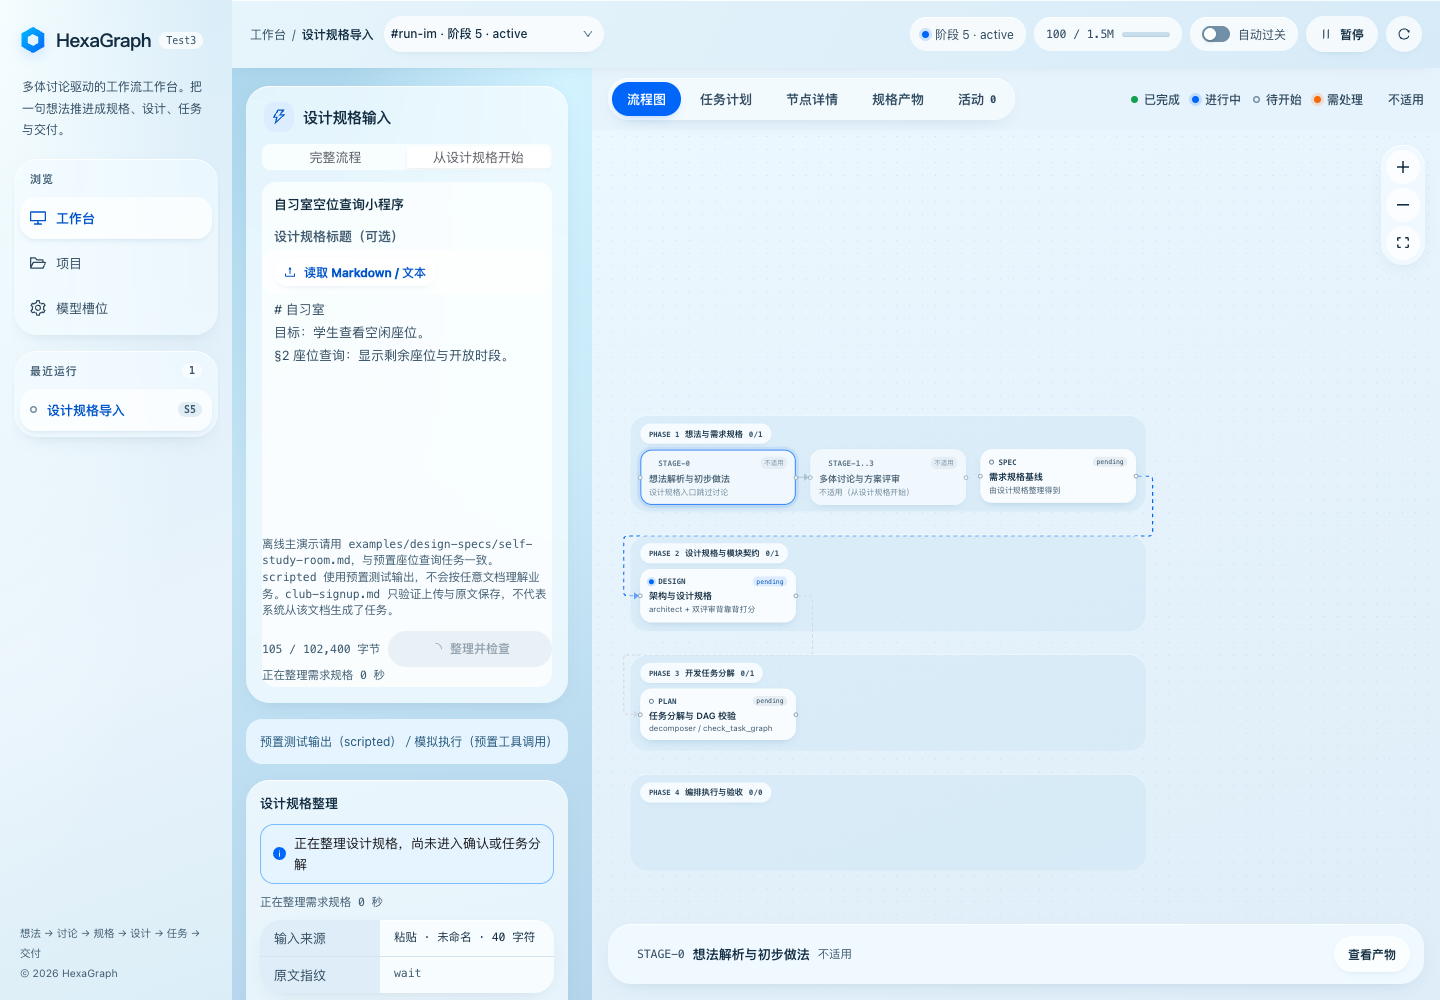 HexaGraph Test3
多体讨论驱动的工作流工作台。把
一句想法推进成规格、设计、任务
与交付。
浏览
工作台
项目
模型槽位
最近运行 1
设计规格导入 S5
想法 → 讨论 → 规格 → 设计 → 任务 →
交付
© 2026 HexaGraph
工作台 / 设计规格导入
#run-im · 阶段 5 · active
阶段 5 · active
100 / 1.5M
自动过关
暂停
设计规格输入
完整流程 从设计规格开始
自习室空位查询小程序
设计规格标题（可选）
读取 Markdown / 文本
# 自习室
目标：学生查看空闲座位。
§2 座位查询：显示剩余座位与开放时段。
离线主演示请用 examples/design-specs/self-
study-room.md，与预置座位查询任务一致。
scripted 使用预置测试输出，不会按任意文档理解业
务。club-signup.md 只验证上传与原文保存，不代表
系统从该文档生成了任务。
105 / 102,400 字节 整理并检查
正在整理需求规格 0 秒
预置测试输出（scripted） / 模拟执行（预置工具调用）
设计规格整理
正在整理设计规格，尚未进入确认或任务分
解
正在整理需求规格 0 秒
输入来源 粘贴 · 未命名 · 40 字符
原文指纹 wait
流程图 任务计划 节点详情 规格产物 活动 0
已完成 进行中 待开始 需处理 不适用
PHASE 1 想法与需求规格 0/1
STAGE-0 不适用
想法解析与初步做法
设计规格入口跳过讨论
STAGE-1..3 不适用
多体讨论与方案评审
不适用（从设计规格开始）
SPEC pending
需求规格基线
由设计规格整理得到
PHASE 2 设计规格与模块契约 0/1
DESIGN pending
架构与设计规格
architect + 双评审背靠背打分
PHASE 3 开发任务分解 0/1
PLAN pending
任务分解与 DAG 校验
decomposer / check_task_graph
PHASE 4 编排执行与验收 0/0
STAGE-0 想法解析与初步做法 不适用
查看产物